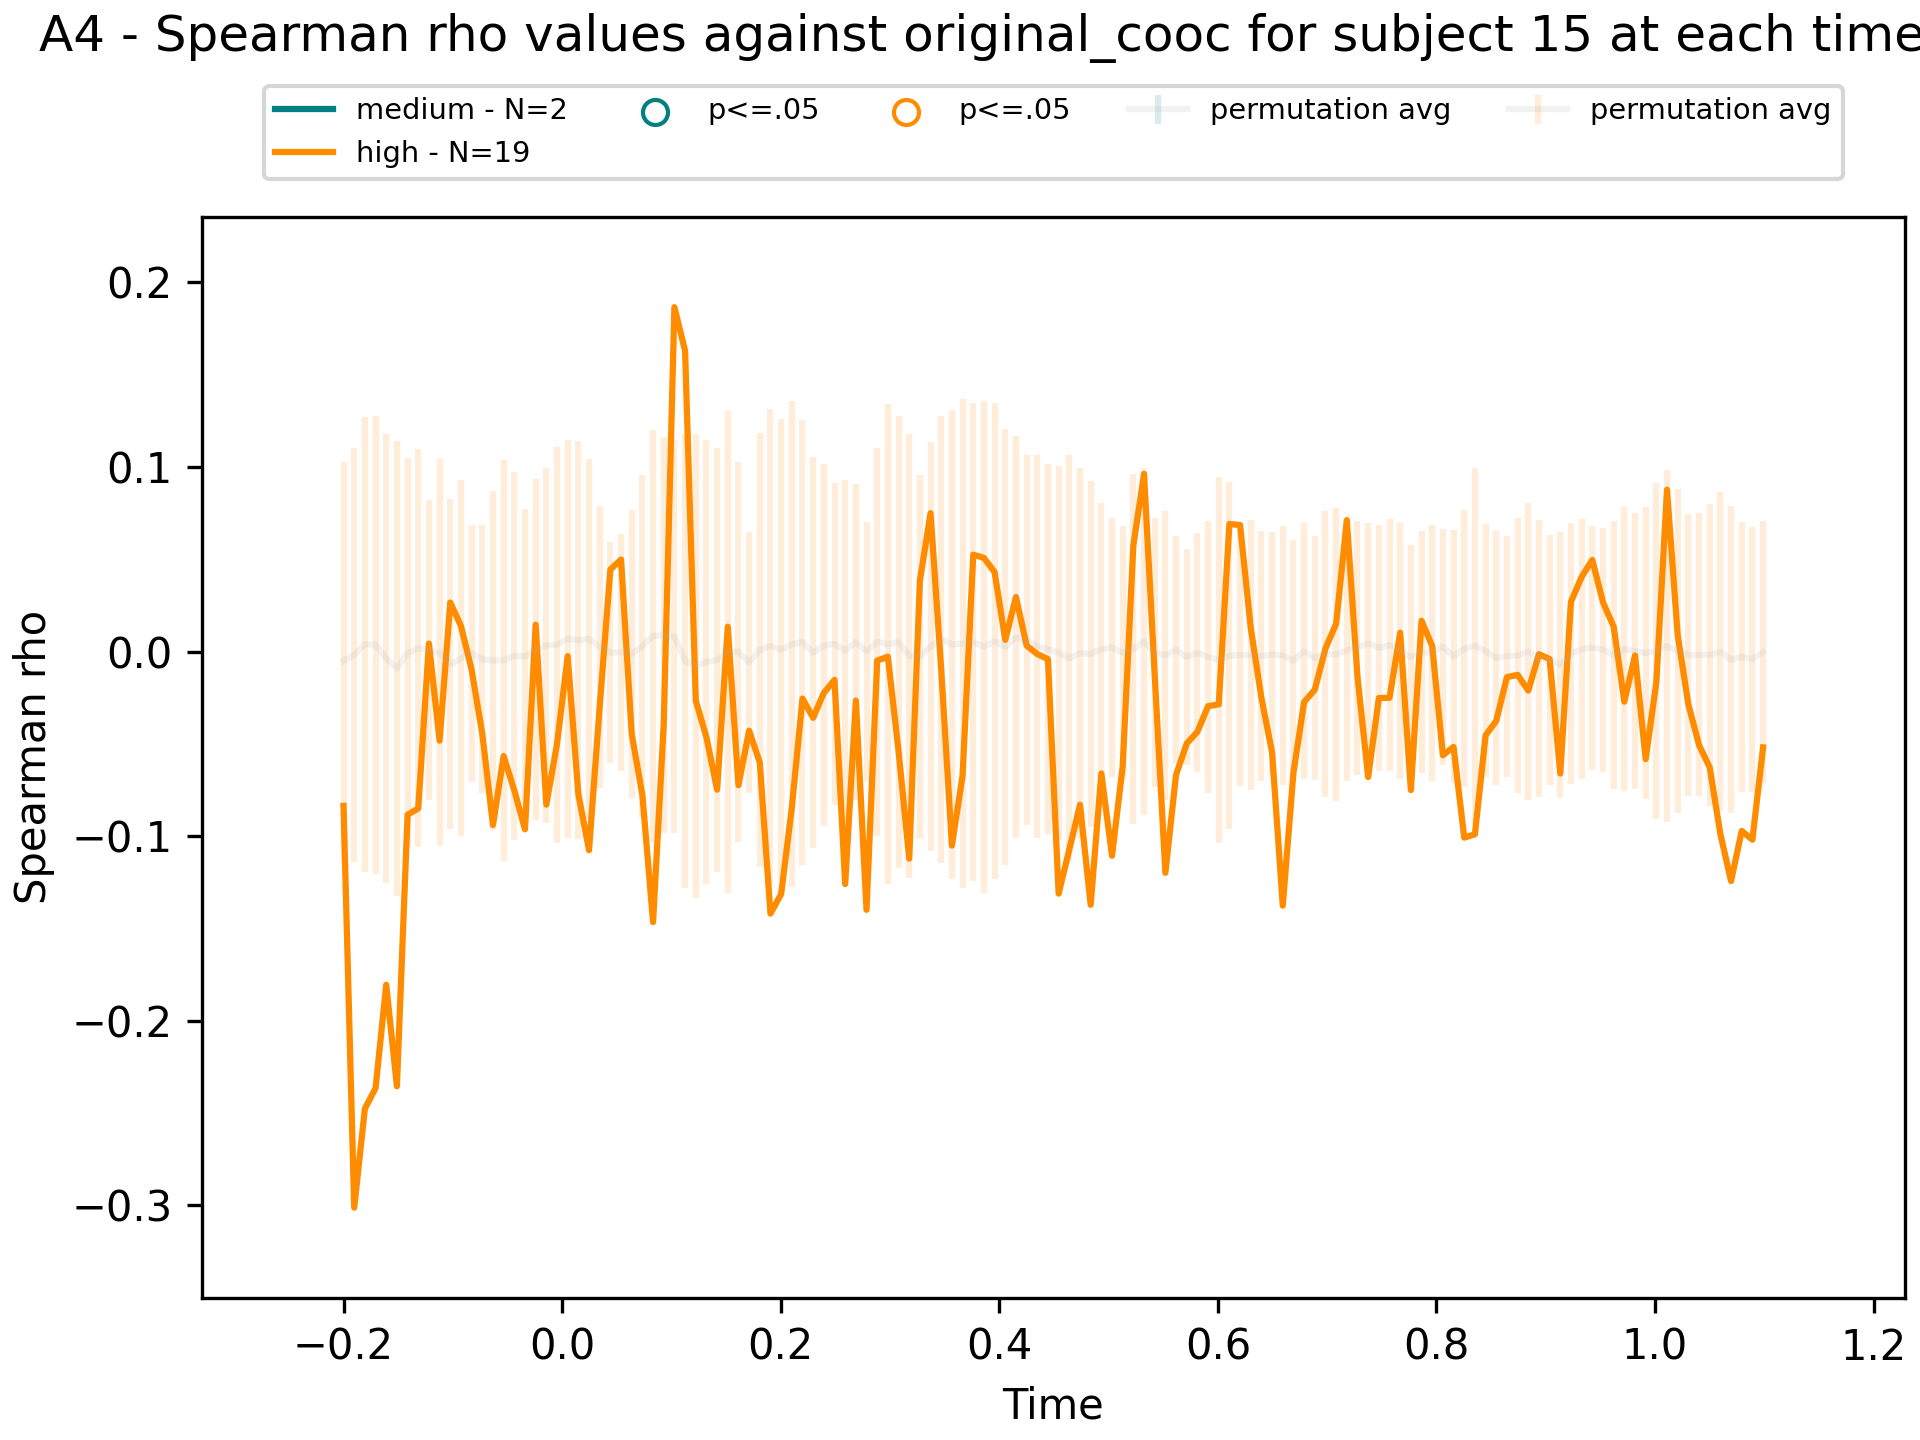 A4 - Spearman rho values against original_cooc for subject 15 at each time
medium - N=2 p<=.05 p<=.05 permutation avg permutation avg
high - N=19
0.2
0.1
0.0
−0.1
−0.2
−0.3
Spearman rho
−0.2 0.0 0.2 0.4 0.6 0.8 1.0 1.2
Time